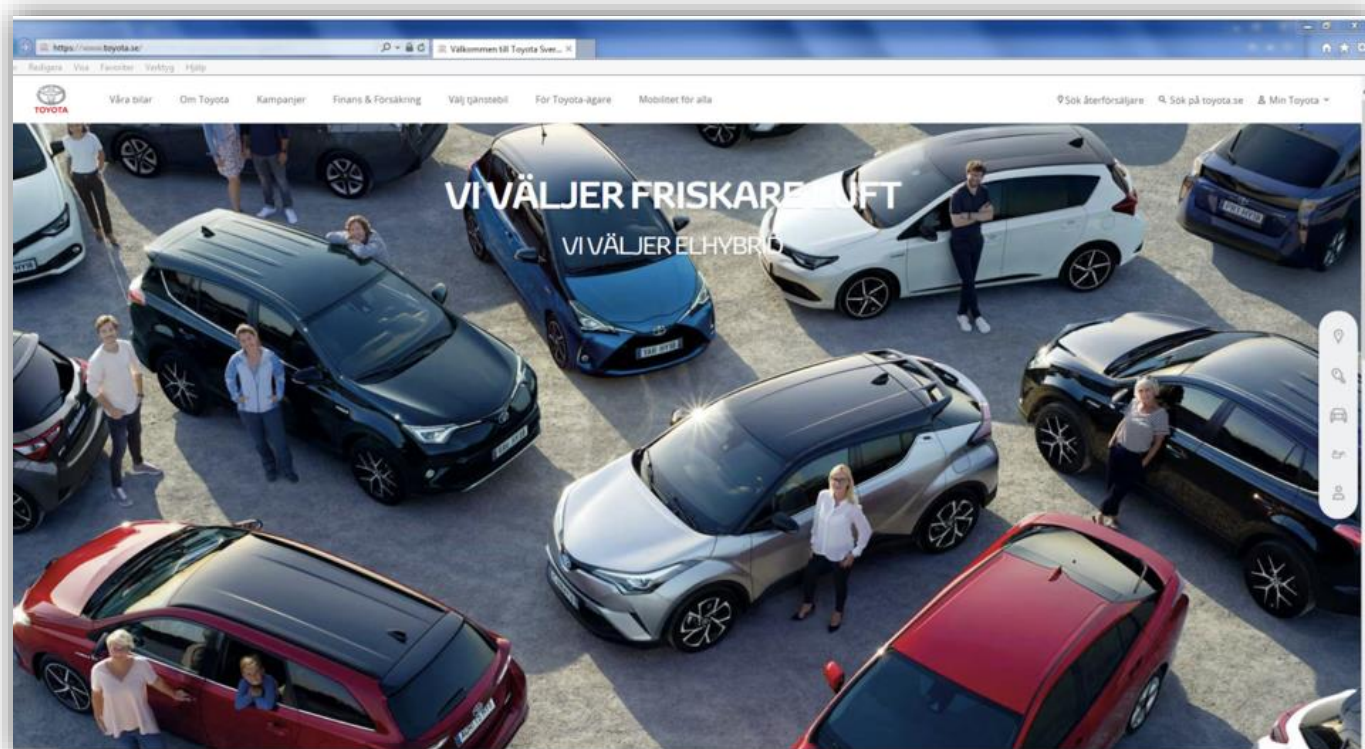 https://www.toyota.se/
Välkommen till Toyota Sver...
Redigera Visa Favoriter Verktyg Hjälp
TOYOTA
Våra bilar Om Toyota Kampanjer Finans & Försäkring Välj tjänstebil För Toyota-ägare Mobilitet för alla
Sök återförsäljare Sök på toyota.se Min Toyota
VI VÄLJER FRISKARE LUFT
VI VÄLJER ELHYBRID
YAR HY18